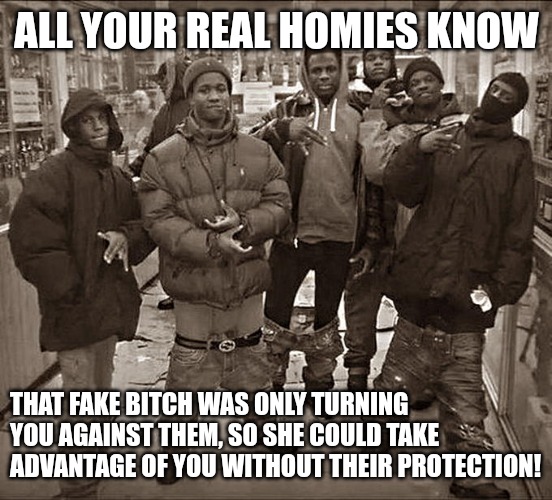 ALL YOUR REAL HOMIES KNOW
THAT FAKE BITCH WAS ONLY TURNING
YOU AGAINST THEM, SO SHE COULD TAKE
ADVANTAGE OF YOU WITHOUT THEIR PROTECTION!